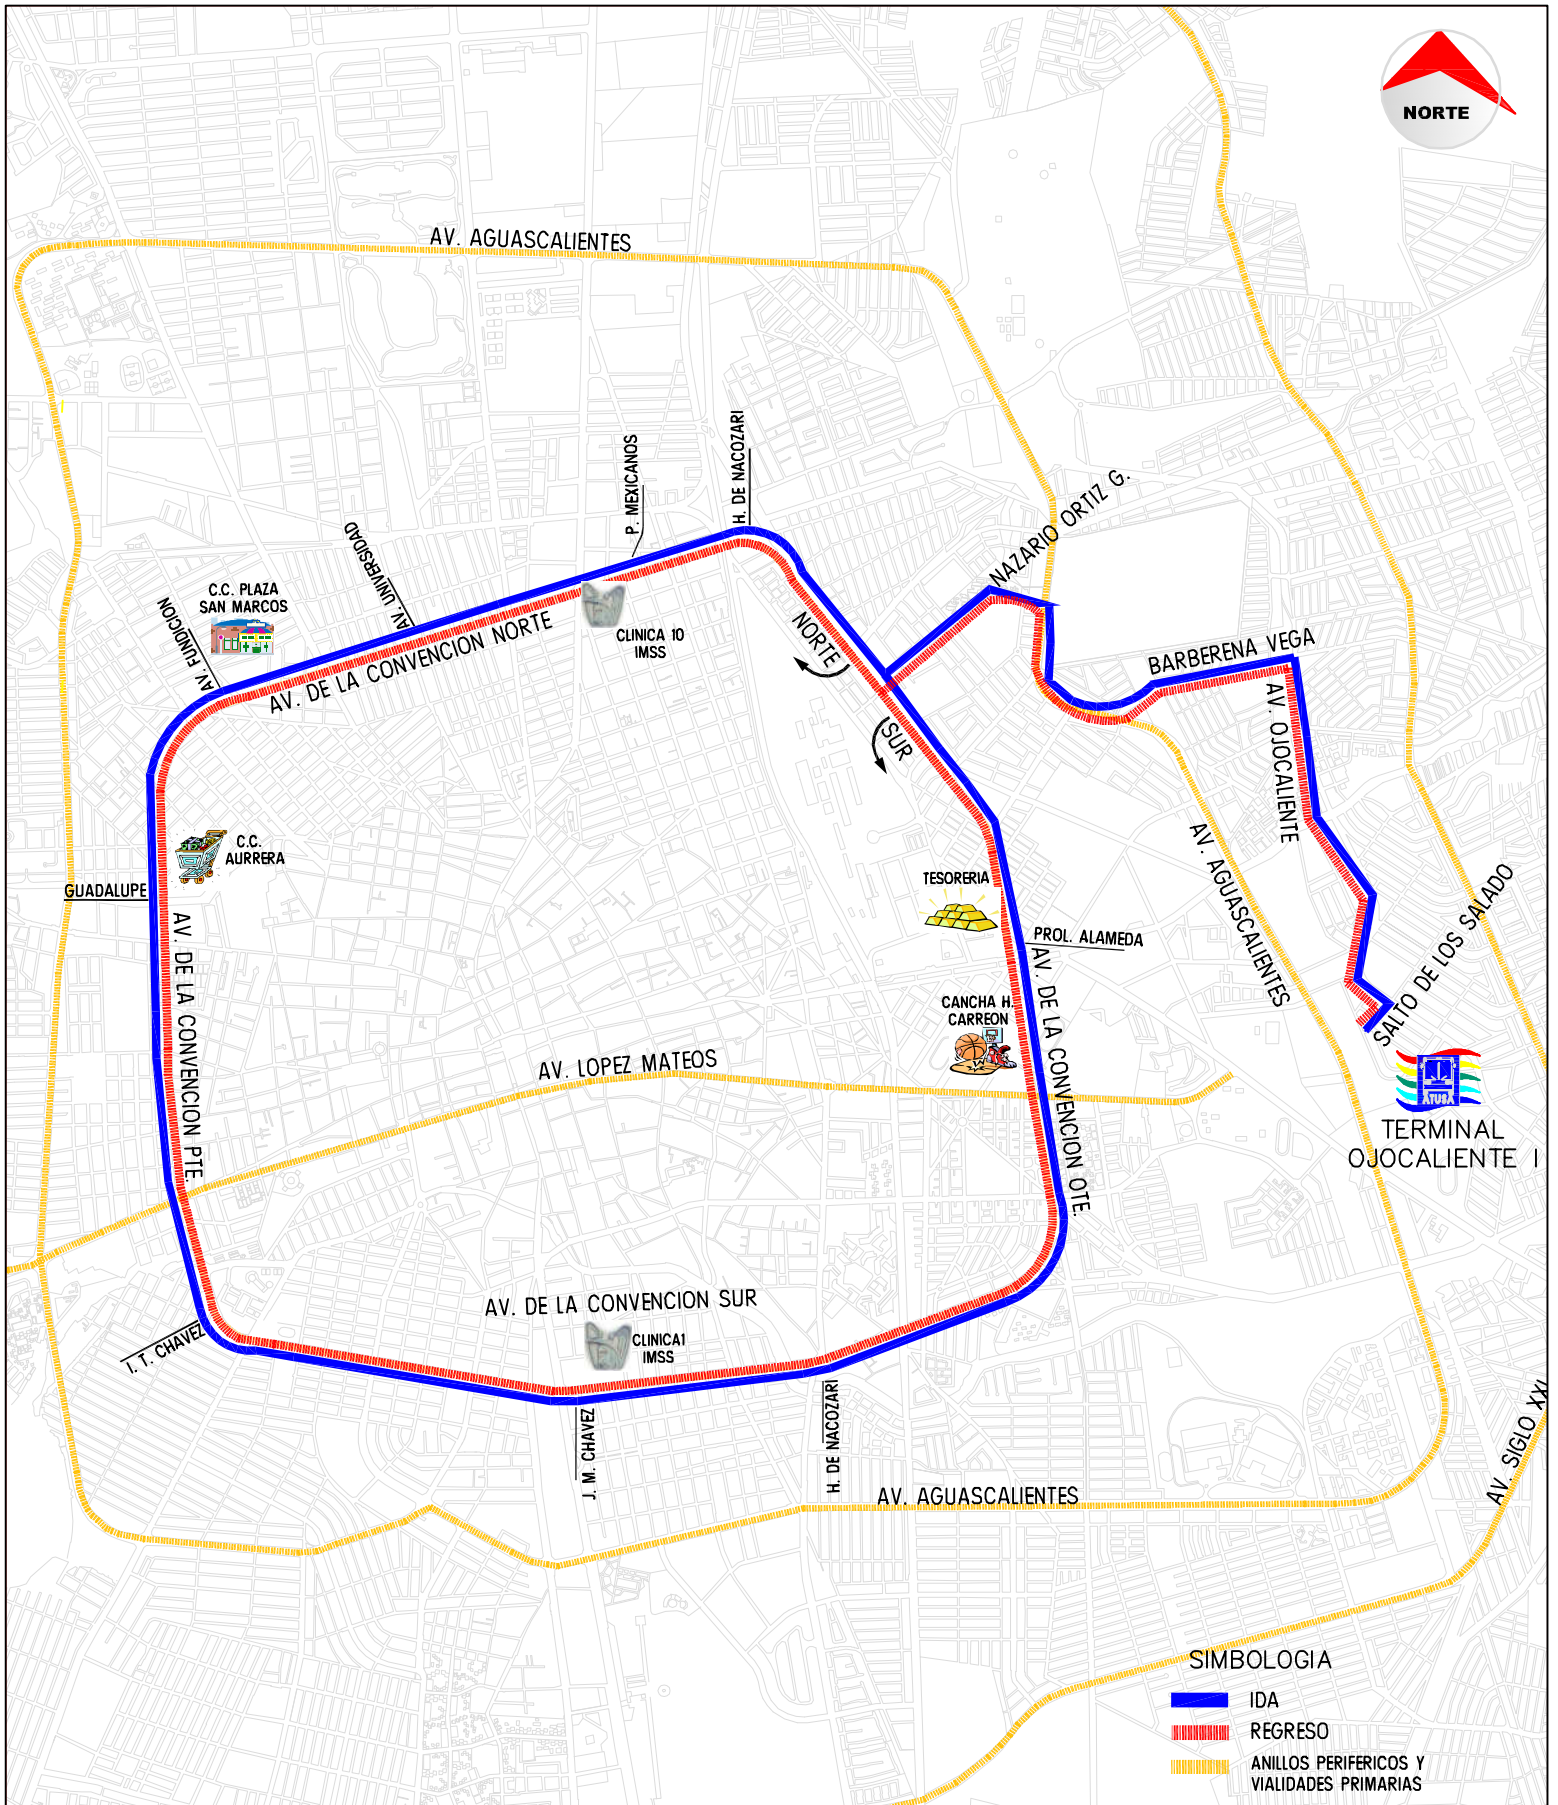 NORTE
AV. AGUASCALIENTES
H. DE NACOZARI
P. MEXICANOS
NAZARIO ORTIZ G.
AV. UNIVERSIDAD
C.C. PLAZA
SAN MARCOS
AV. FUNDICION
CLINICA 10
IMSS
NORTE
BARBERENA VEGA
AV. DE LA CONVENCION NORTE
SUR
AV. OJOCALIENTE
C.C.
AURRERA
GUADALUPE
TESORERIA
AV. AGUASCALIENTES
PROL. ALAMEDA
SALTO DE LOS SALADO
AV. DE LA CONVENCION PTE.
CANCHA H.
CARREON
AV. DE LA CONVENCION OTE.
AV. LOPEZ MATEOS
ATUSA
TERMINAL
OJOCALIENTE I
AV. DE LA CONVENCION SUR
I. T. CHAVEZ
CLINICA1
IMSS
J. M. CHAVEZ
H. DE NACOZARI
AV. SIGLO XXI
AV. AGUASCALIENTES
SIMBOLOGIA
IDA
REGRESO
ANILLOS PERIFERICOS Y
VIALIDADES PRIMARIAS